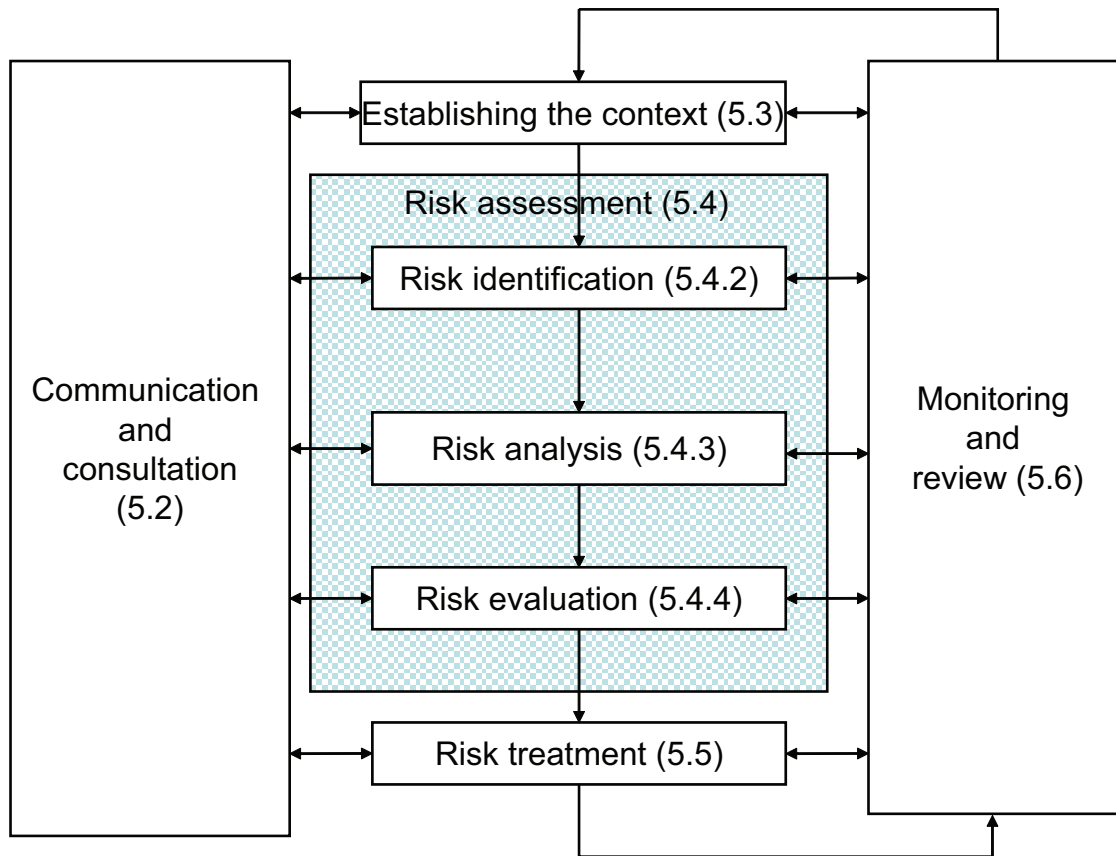 Establishing the context (5.3)
Risk assessment (5.4)
Risk identification (5.4.2)
Communication
and
consultation
(5.2)
Risk analysis (5.4.3)
Monitoring
and
review (5.6)
Risk evaluation (5.4.4)
Risk treatment (5.5)